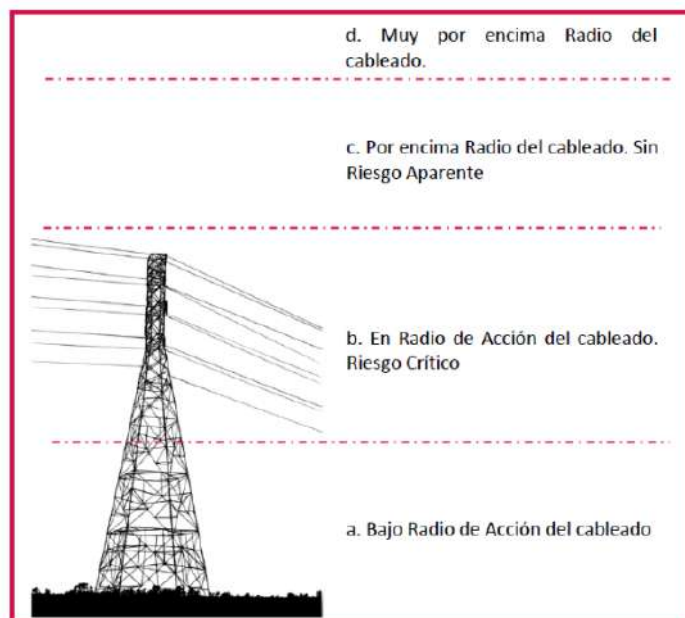 d. Muy por encima Radio del
cableado.
c. Por encima Radio del cableado. Sin
Riesgo Aparente
b. En Radio de Acción del cableado.
Riesgo Crítico
a. Bajo Radio de Acción del cableado